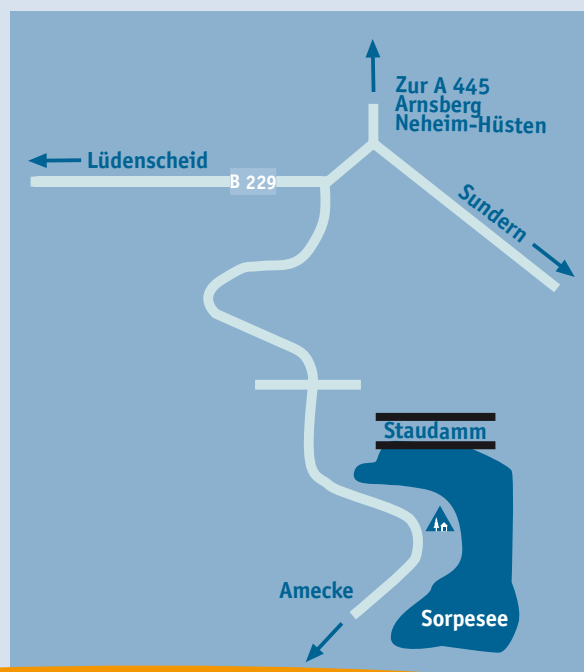 Zur A 445
Arnsberg
Neheim-Hüsten
Lüdenscheid
B 229
Sundern
Staudamm
Amecke
Sorpesee